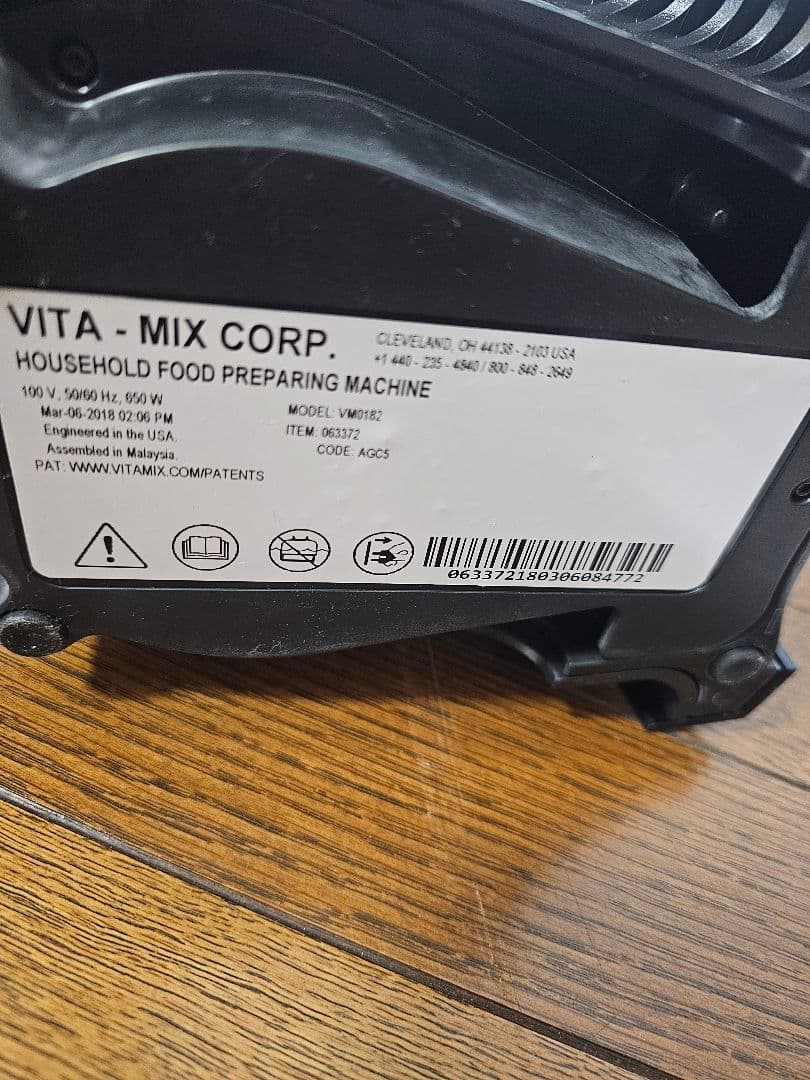 VITA - MIX CORP.
CLEVELAND, OH 44138 - 2103 USA
+1 440 - 235 - 4840 / 800 - 848 - 2649
HOUSEHOLD FOOD PREPARING MACHINE
100 V, 50/60 Hz, 650 W
Mar-06-2018 02:06 PM
Engineered in the USA.
Assembled in Malaysia.
PAT: WWW.VITAMIX.COM/PATENTS
MODEL: VM0182
ITEM: 063372
CODE: AGC5
063372180306084772